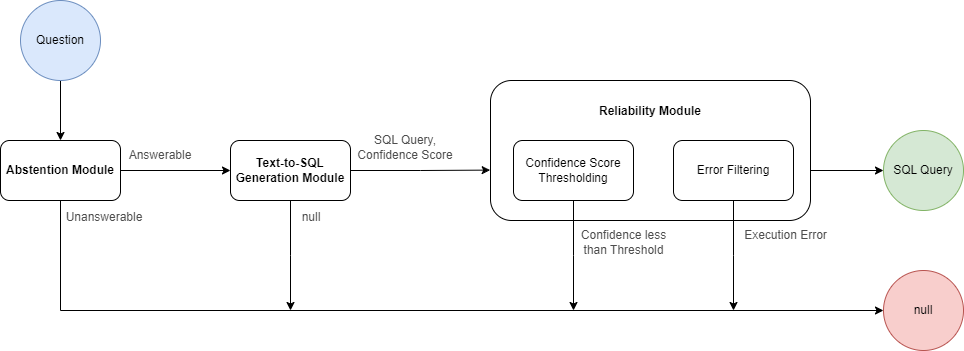 Question
Abstention Module
Answerable
Unanswerable
Text-to-SQL
Generation Module
null
SQL Query,
Confidence Score
Reliability Module
Confidence Score
Thresholding
Error Filtering
Confidence less
than Threshold
Execution Error
SQL Query
null